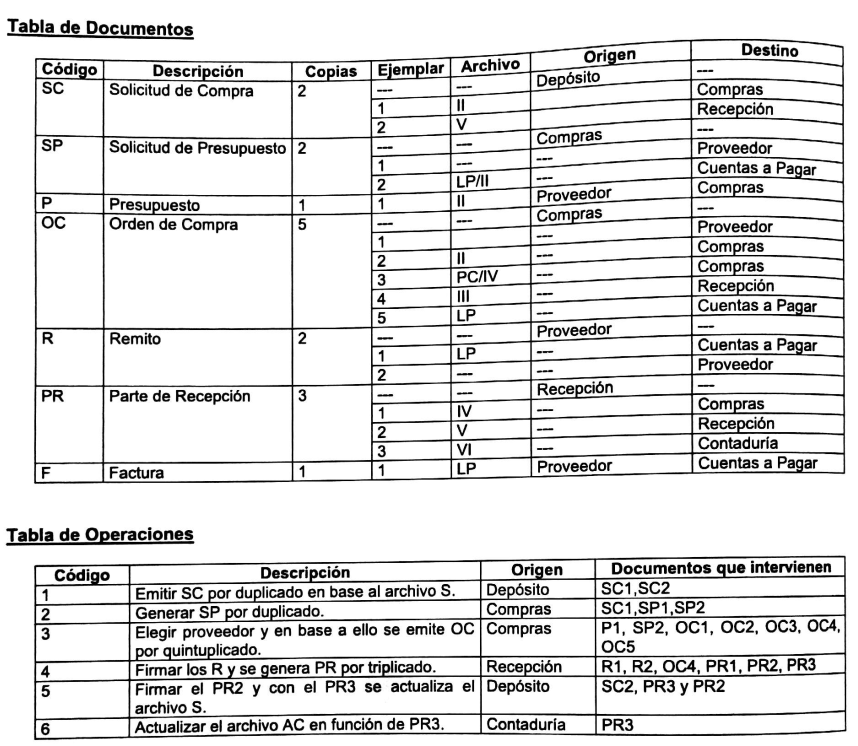 Tabla de Documentos
Código Descripción Copias Ejemplar Archivo Origen Destino
SC Solicitud de Compra 2 --- --- Depósito ---
1 II Compras
2 V Recepción
SP Solicitud de Presupuesto 2 --- --- Compras ---
1 --- --- Proveedor
2 LP/II Cuentas a Pagar
P Presupuesto 1 1 II Proveedor Compras
OC Orden de Compra 5 --- --- Compras ---
1 --- Proveedor
2 II --- Compras
3 PC/IV --- Compras
4 III --- Recepción
5 LP --- Cuentas a Pagar
R Remito 2 --- --- Proveedor ---
1 LP --- Cuentas a Pagar
2 --- --- Proveedor
PR Parte de Recepción 3 --- --- Recepción ---
1 IV --- Compras
2 V --- Recepción
3 VI --- Contaduría
F Factura 1 1 LP Proveedor Cuentas a Pagar
Tabla de Operaciones
Código Descripción Origen Documentos que intervienen
1 Emitir SC por duplicado en base al archivo S. Depósito SC1,SC2
2 Generar SP por duplicado. Compras SC1,SP1,SP2
3 Elegir proveedor y en base a ello se emite OC Compras P1, SP2, OC1, OC2, OC3, OC4,
por quintuplicado. OC5
4 Firmar los R y se genera PR por triplicado. Recepción R1, R2, OC4, PR1, PR2, PR3
5 Firmar el PR2 y con el PR3 se actualiza el Depósito SC2, PR3 y PR2
archivo S.
6 Actualizar el archivo AC en función de PR3. Contaduría PR3